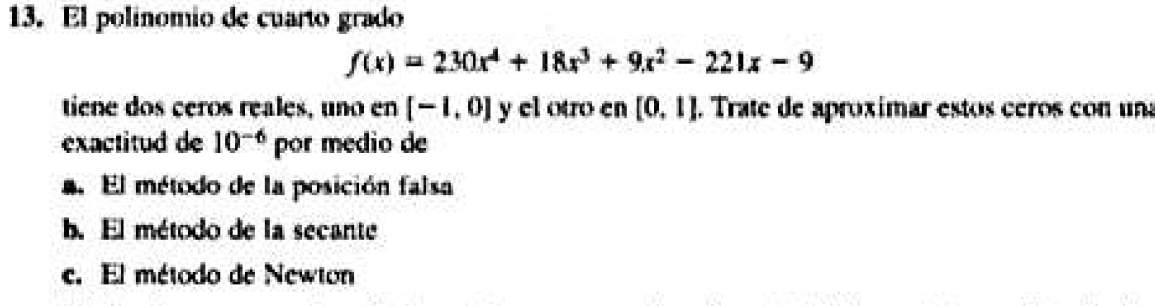 13. El polinomio de cuarto grado
f(x) = 230x⁴ + 18x³ + 9x² − 221x − 9
tiene dos ceros reales, uno en [−1, 0] y el otro en [0, 1]. Trate de aproximar estos ceros con una
exactitud de 10⁻⁶ por medio de
a. El método de la posición falsa
b. El método de la secante
c. El método de Newton